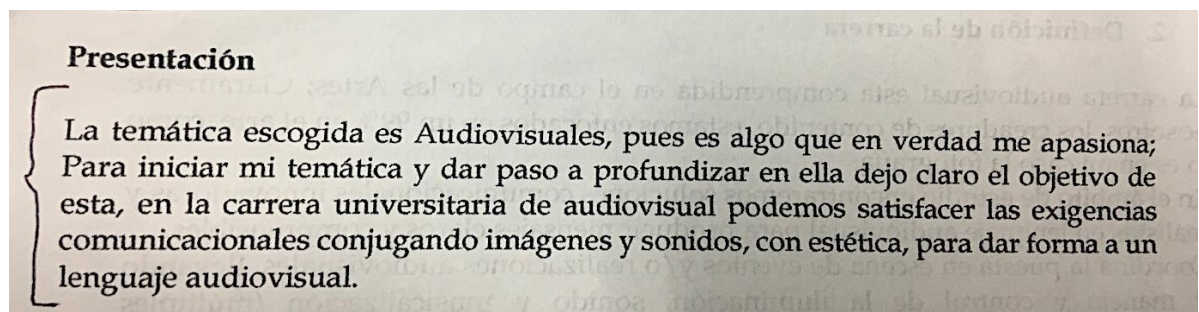 Presentación
La temática escogida es Audiovisuales, pues es algo que en verdad me apasiona;
Para iniciar mi temática y dar paso a profundizar en ella dejo claro el objetivo de
esta, en la carrera universitaria de audiovisual podemos satisfacer las exigencias
comunicacionales conjugando imágenes y sonidos, con estética, para dar forma a un
lenguaje audiovisual.